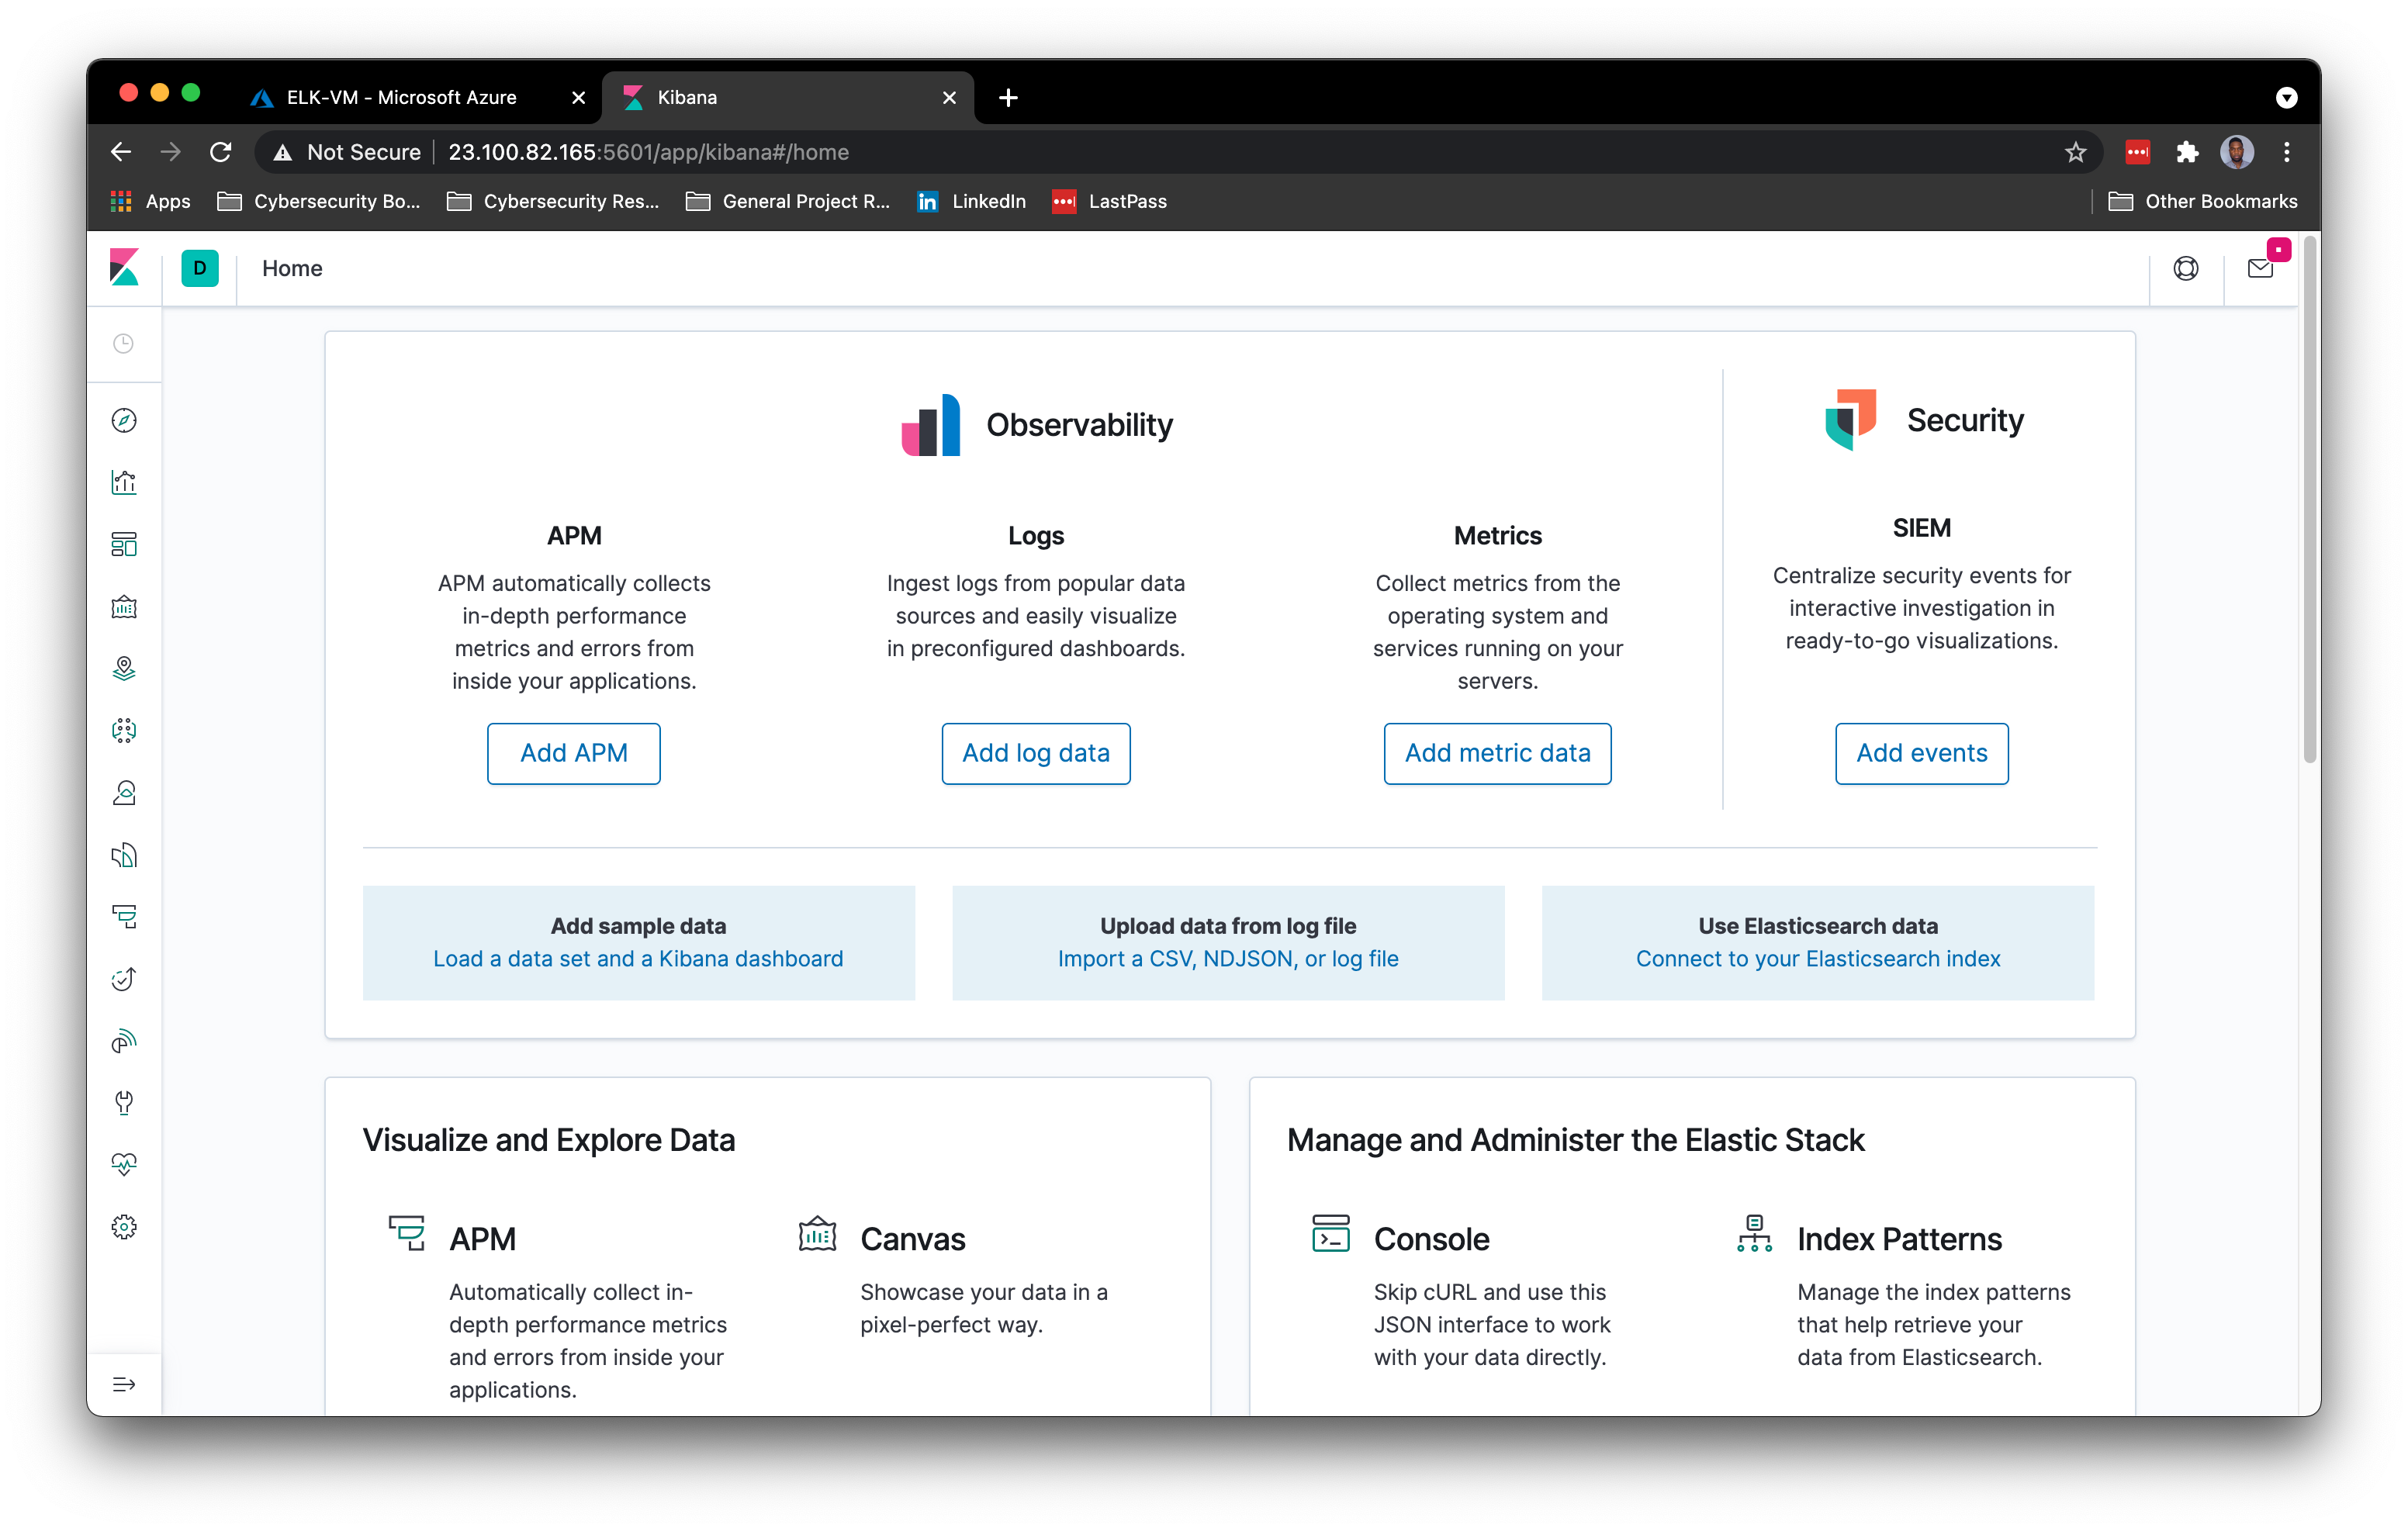 ELK-VM - Microsoft Azure
Kibana
Not Secure
23.100.82.165:5601/app/kibana#/home
Apps
Cybersecurity Bo...
Cybersecurity Res...
General Project R...
LinkedIn
LastPass
Other Bookmarks
D
Home
Observability
Security
APM
APM automatically collects
in-depth performance
metrics and errors from
inside your applications.
Add APM
Logs
Ingest logs from popular data
sources and easily visualize
in preconfigured dashboards.
Add log data
Metrics
Collect metrics from the
operating system and
services running on your
servers.
Add metric data
SIEM
Centralize security events for
interactive investigation in
ready-to-go visualizations.
Add events
Add sample data
Load a data set and a Kibana dashboard
Upload data from log file
Import a CSV, NDJSON, or log file
Use Elasticsearch data
Connect to your Elasticsearch index
Visualize and Explore Data
APM
Automatically collect in-
depth performance metrics
and errors from inside your
applications.
Canvas
Showcase your data in a
pixel-perfect way.
Manage and Administer the Elastic Stack
Console
Skip cURL and use this
JSON interface to work
with your data directly.
Index Patterns
Manage the index patterns
that help retrieve your
data from Elasticsearch.